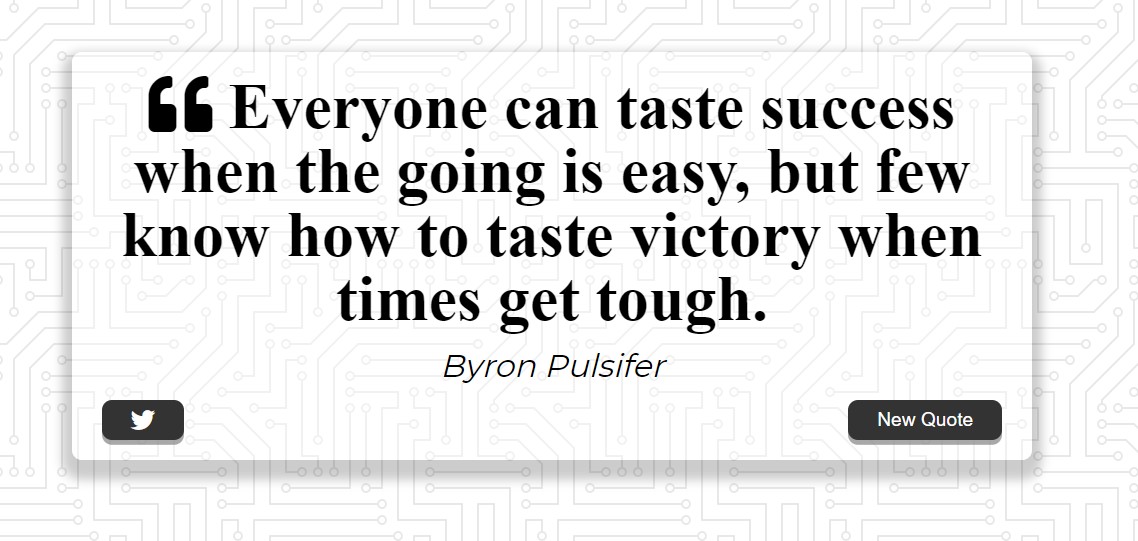 “ Everyone can taste success
when the going is easy, but few
know how to taste victory when
times get tough.
Byron Pulsifer
New Quote